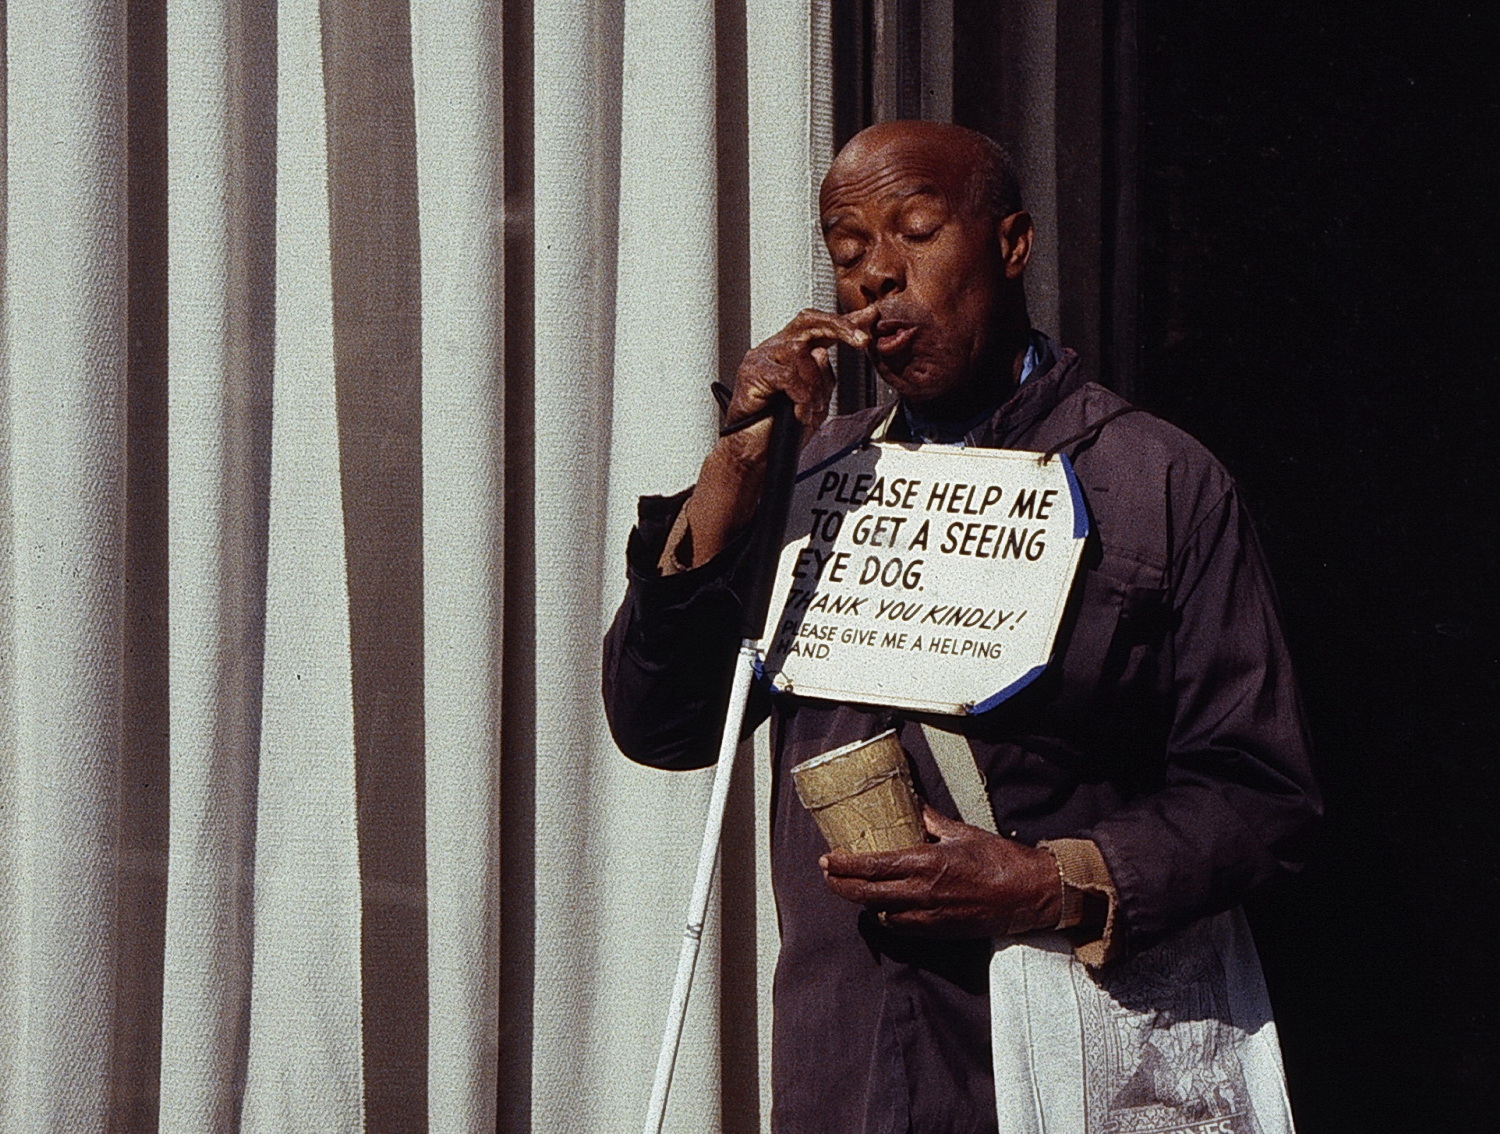 PLEASE HELP ME
TO GET A SEEING
EYE DOG.
THANK YOU KINDLY!
PLEASE GIVE ME A HELPING
HAND.